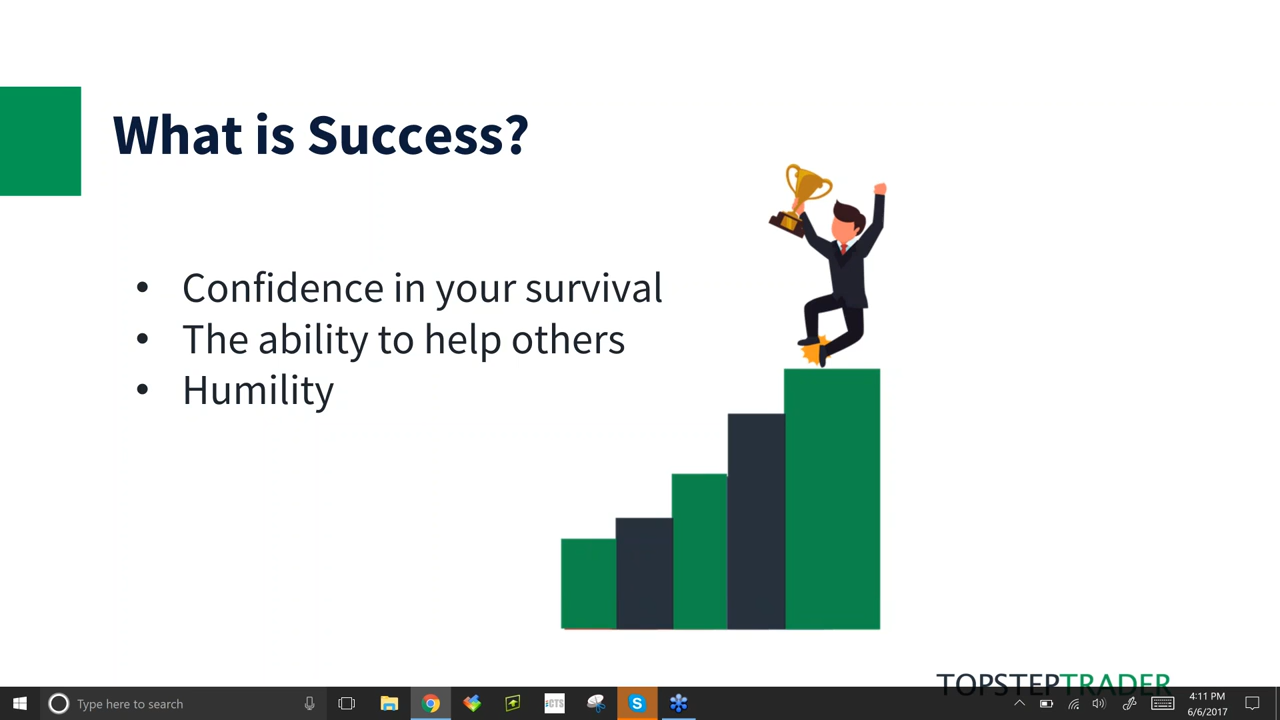 What is Success?
• Confidence in your survival
• The ability to help others
• Humility
TOPSTEPTRADER
Type here to search
#CTS
S
4:11 PM
6/6/2017